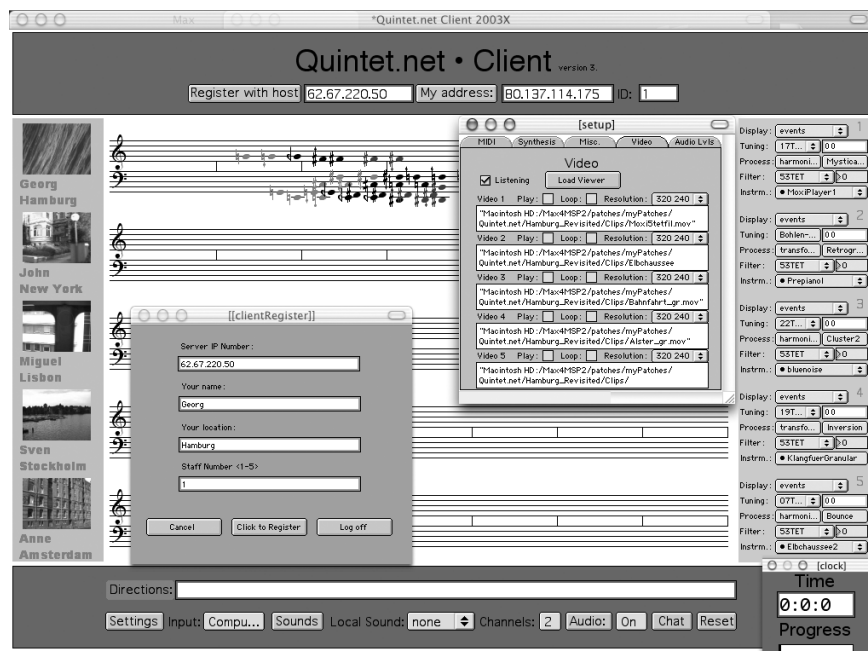 Max
*Quintet.net Client 2003X
Quintet.net • Client version 3.
Register with host 62.67.220.50 My address: 80.137.114.175 ID: 1
Georg
Hamburg
John
New York
Miguel
Lisbon
Sven
Stockholm
Anne
Amsterdam
[setup]
MIDI Synthesis Misc. Video Audio Lvls
Video
Listening Load Viewer
Video 1 Play: Loop: Resolution: 320 240
"Macintosh HD:/Max4MSP2/patches/myPatches/
Quintet.net/Hamburg_Revisited/Clips/Moxi5tetfil.mov"
Video 2 Play: Loop: Resolution: 320 240
"Macintosh HD:/Max4MSP2/patches/myPatches/
Quintet.net/Hamburg_Revisited/Clips/Elbchaussee
Video 3 Play: Loop: Resolution: 320 240
"Macintosh HD:/Max4MSP2/patches/myPatches/
Quintet.net/Hamburg_Revisited/Clips/Bahnfahrt_gr.mov"
Video 4 Play: Loop: Resolution: 320 240
"Macintosh HD:/Max4MSP2/patches/myPatches/
Quintet.net/Hamburg_Revisited/Clips/Alster_gr.mov"
Video 5 Play: Loop: Resolution: 320 240
"Macintosh HD:/Max4MSP2/patches/myPatches/
Quintet.net/Hamburg_Revisited/Clips/
[[clientRegister]]
Server IP Number:
62.67.220.50
Your name:
Georg
Your location:
Hamburg
Staff Number <1-5>
1
Cancel Click to Register Log off
Display: events 1
Tuning: 17T... 00
Process: harmoni... Mystica...
Filter: 53TET >0
Instrm.: • MoxiPlayer1
Display: events 2
Tuning: Bohlen-... 00
Process: transfo... Retrogr...
Filter: 53TET >0
Instrm.: • Prepiano1
Display: events 3
Tuning: 22T... 00
Process: harmoni... Cluster2
Filter: 53TET >0
Instrm.: • bluenoise
Display: events 4
Tuning: 19T... 00
Process: transfo... Inversion
Filter: 53TET >0
Instrm.: • KlangfuerGranular
Display: events 5
Tuning: 07T... 00
Process: harmoni... Bounce
Filter: 53TET >0
Instrm.: • Elbchaussee2
[clock]
Time
0:0:0
Progress
Directions:
Settings Input: Compu... Sounds Local Sound: none Channels: 2 Audio: On Chat Reset